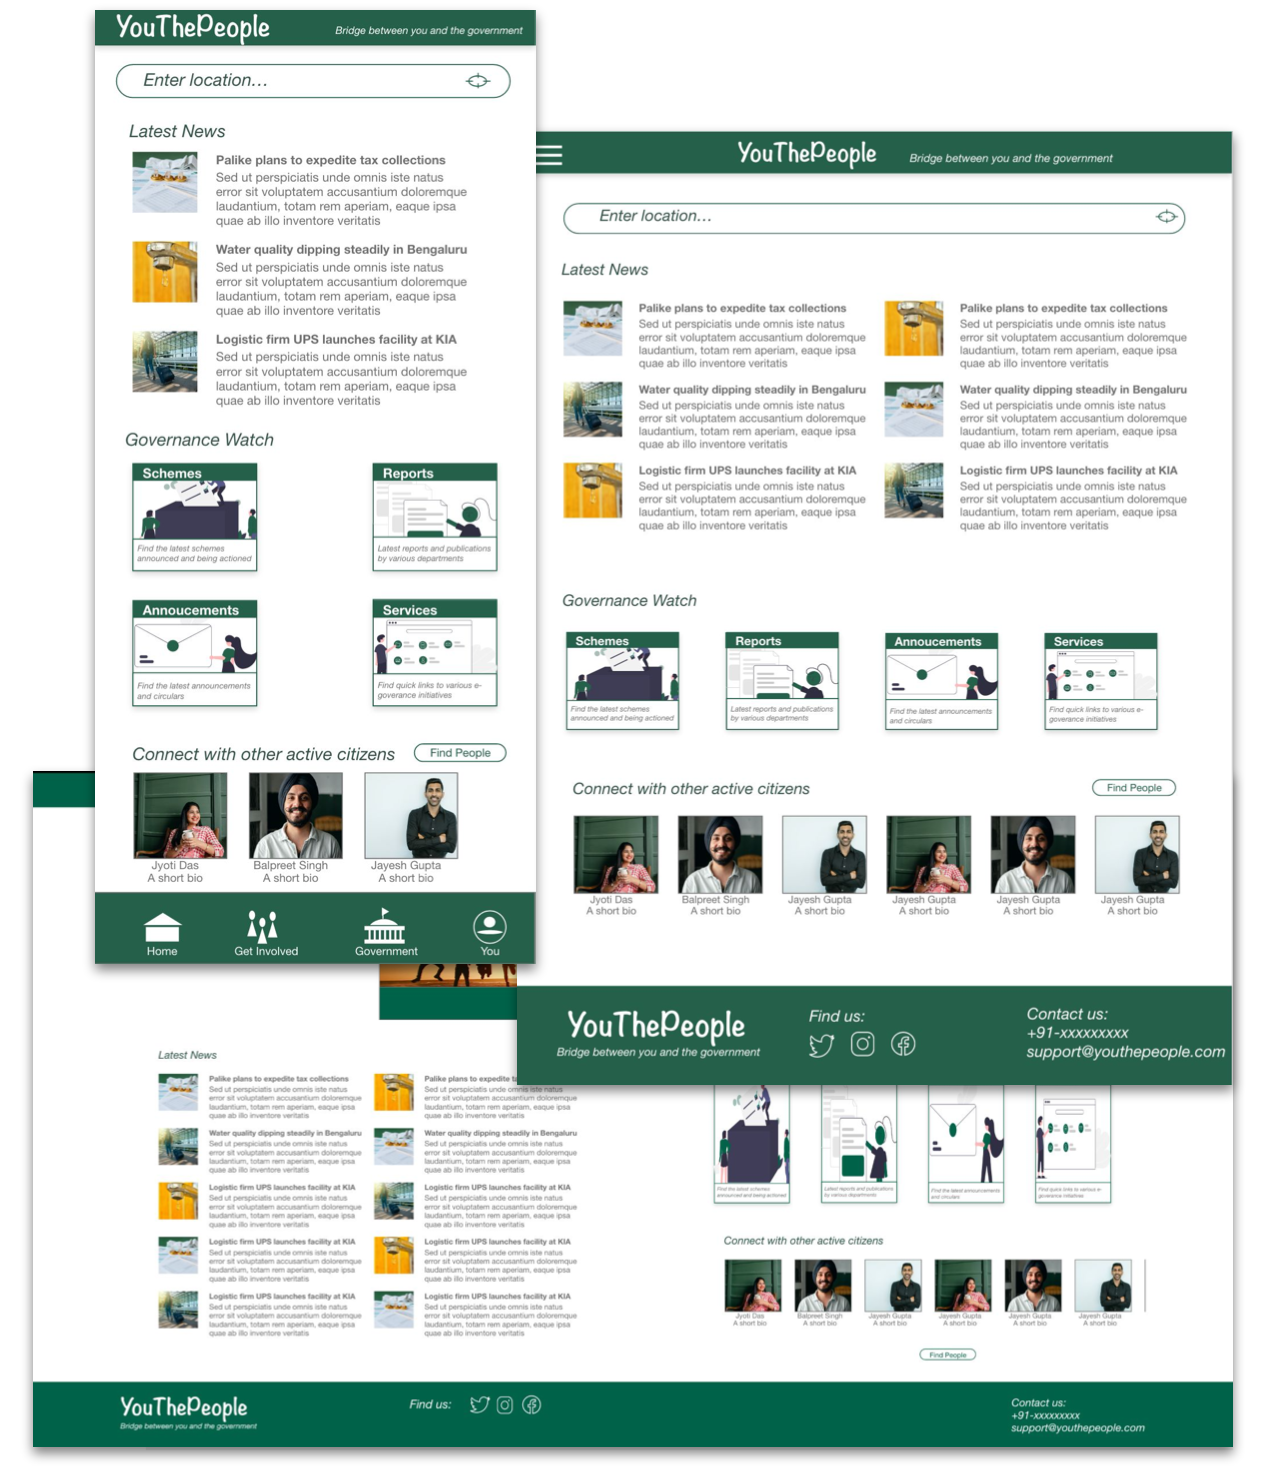 YouThePeople
Bridge between you and the government
Enter location...
Latest News
Palike plans to expedite tax collections
Sed ut perspiciatis unde omnis iste natus
error sit voluptatem accusantium doloremque
laudantium, totam rem aperiam, eaque ipsa
quae ab illo inventore veritatis
Water quality dipping steadily in Bengaluru
Sed ut perspiciatis unde omnis iste natus
error sit voluptatem accusantium doloremque
laudantium, totam rem aperiam, eaque ipsa
quae ab illo inventore veritatis
Logistic firm UPS launches facility at KIA
Sed ut perspiciatis unde omnis iste natus
error sit voluptatem accusantium doloremque
laudantium, totam rem aperiam, eaque ipsa
quae ab illo inventore veritatis
Governance Watch
Schemes
Find the latest schemes
announced and being actioned
Reports
Latest reports and publications
by various departments
Annoucements
Find the latest announcements
and circulars
Services
Find quick links to various e-
goverance initiatives
Connect with other active citizens
Find People
Jyoti Das
A short bio
Balpreet Singh
A short bio
Jayesh Gupta
A short bio
Home
Get Involved
Government
You
YouThePeople
Bridge between you and the government
Enter location...
Latest News
Palike plans to expedite tax collections
Sed ut perspiciatis unde omnis iste natus
error sit voluptatem accusantium doloremque
laudantium, totam rem aperiam, eaque ipsa
quae ab illo inventore veritatis
Palike plans to expedite tax collections
Sed ut perspiciatis unde omnis iste natus
error sit voluptatem accusantium doloremque
laudantium, totam rem aperiam, eaque ipsa
quae ab illo inventore veritatis
Water quality dipping steadily in Bengaluru
Sed ut perspiciatis unde omnis iste natus
error sit voluptatem accusantium doloremque
laudantium, totam rem aperiam, eaque ipsa
quae ab illo inventore veritatis
Water quality dipping steadily in Bengaluru
Sed ut perspiciatis unde omnis iste natus
error sit voluptatem accusantium doloremque
laudantium, totam rem aperiam, eaque ipsa
quae ab illo inventore veritatis
Logistic firm UPS launches facility at KIA
Sed ut perspiciatis unde omnis iste natus
error sit voluptatem accusantium doloremque
laudantium, totam rem aperiam, eaque ipsa
quae ab illo inventore veritatis
Logistic firm UPS launches facility at KIA
Sed ut perspiciatis unde omnis iste natus
error sit voluptatem accusantium doloremque
laudantium, totam rem aperiam, eaque ipsa
quae ab illo inventore veritatis
Governance Watch
Schemes
Find the latest schemes
announced and being actioned
Reports
Latest reports and publications
by various departments
Annoucements
Find the latest announcements
and circulars
Services
Find quick links to various e-
goverance initiatives
Connect with other active citizens
Find People
Jyoti Das
A short bio
Balpreet Singh
A short bio
Jayesh Gupta
A short bio
Jayesh Gupta
A short bio
Jayesh Gupta
A short bio
Jayesh Gupta
A short bio
YouThePeople
Bridge between you and the government
Find us:
Contact us:
+91-xxxxxxxxx
support@youthepeople.com
Latest News
Palike plans to expedite tax collections
Sed ut perspiciatis unde omnis iste natus
error sit voluptatem accusantium doloremque
laudantium, totam rem aperiam, eaque ipsa
quae ab illo inventore veritatis
Palike plans to expedite t
Sed ut perspiciatis unde omnis iste natus
error sit voluptatem accusantium doloremque
laudantium, totam rem aperiam, eaque ipsa
quae ab illo inventore veritatis
Water quality dipping steadily in Bengaluru
Sed ut perspiciatis unde omnis iste natus
error sit voluptatem accusantium doloremque
laudantium, totam rem aperiam, eaque ipsa
quae ab illo inventore veritatis
Water quality dipping steadily in Bengaluru
Sed ut perspiciatis unde omnis iste natus
error sit voluptatem accusantium doloremque
laudantium, totam rem aperiam, eaque ipsa
quae ab illo inventore veritatis
Logistic firm UPS launches facility at KIA
Sed ut perspiciatis unde omnis iste natus
error sit voluptatem accusantium doloremque
laudantium, totam rem aperiam, eaque ipsa
quae ab illo inventore veritatis
Logistic firm UPS launches facility at KIA
Sed ut perspiciatis unde omnis iste natus
error sit voluptatem accusantium doloremque
laudantium, totam rem aperiam, eaque ipsa
quae ab illo inventore veritatis
Logistic firm UPS launches facility at KIA
Sed ut perspiciatis unde omnis iste natus
error sit voluptatem accusantium doloremque
laudantium, totam rem aperiam, eaque ipsa
quae ab illo inventore veritatis
Logistic firm UPS launches facility at KIA
Sed ut perspiciatis unde omnis iste natus
error sit voluptatem accusantium doloremque
laudantium, totam rem aperiam, eaque ipsa
quae ab illo inventore veritatis
Logistic firm UPS launches facility at KIA
Sed ut perspiciatis unde omnis iste natus
error sit voluptatem accusantium doloremque
laudantium, totam rem aperiam, eaque ipsa
quae ab illo inventore veritatis
Logistic firm UPS launches facility at KIA
Sed ut perspiciatis unde omnis iste natus
error sit voluptatem accusantium doloremque
laudantium, totam rem aperiam, eaque ipsa
quae ab illo inventore veritatis
Find the latest schemes
announced and being actioned
Latest reports and publications
by various departments
Find the latest announcements
and circulars
Find quick links to various e-
goverance initiatives
Connect with other active citizens
Jyoti Das
A short bio
Balpreet Singh
A short bio
Jayesh Gupta
A short bio
Jayesh Gupta
A short bio
Jayesh Gupta
A short bio
Jayesh Gupta
A short bio
Find People
YouThePeople
Bridge between you and the government
Find us:
Contact us:
+91-xxxxxxxxx
support@youthepeople.com